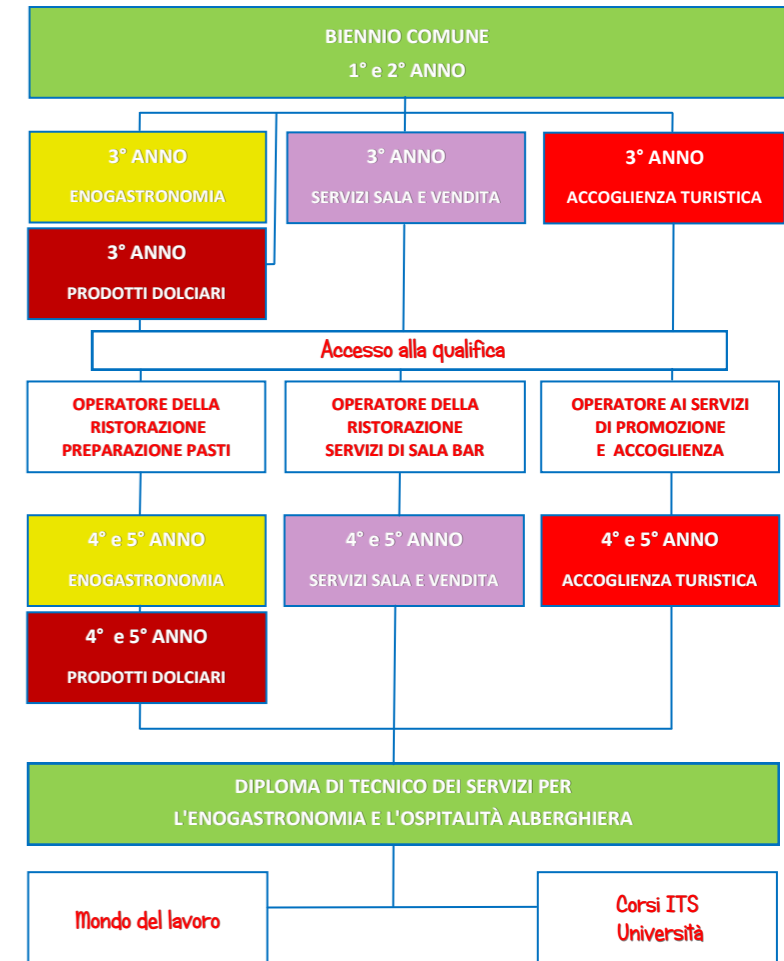 BIENNIO COMUNE
1° e 2° ANNO
3° ANNO
ENOGASTRONOMIA
3° ANNO
SERVIZI SALA E VENDITA
3° ANNO
ACCOGLIENZA TURISTICA
3° ANNO
PRODOTTI DOLCIARI
Accesso alla qualifica
OPERATORE DELLA
RISTORAZIONE
PREPARAZIONE PASTI
OPERATORE DELLA
RISTORAZIONE
SERVIZI DI SALA BAR
OPERATORE AI SERVIZI
DI PROMOZIONE
E ACCOGLIENZA
4° e 5° ANNO
ENOGASTRONOMIA
4° e 5° ANNO
SERVIZI SALA E VENDITA
4° e 5° ANNO
ACCOGLIENZA TURISTICA
4° e 5° ANNO
PRODOTTI DOLCIARI
DIPLOMA DI TECNICO DEI SERVIZI PER
L'ENOGASTRONOMIA E L'OSPITALITÀ ALBERGHIERA
Mondo del lavoro
Corsi ITS
Università